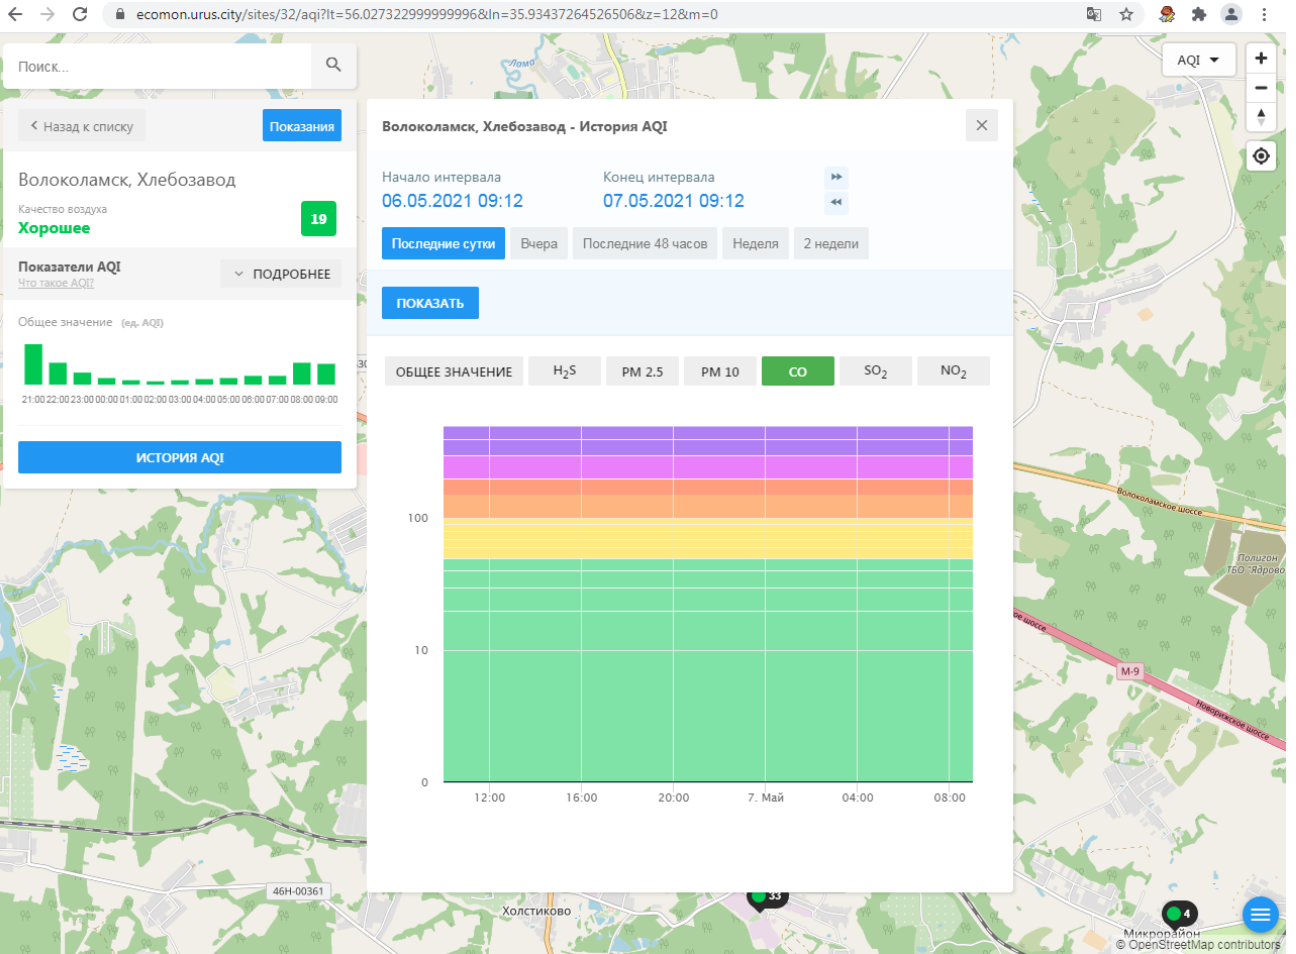 ecomon.urus.city/sites/32/aqi?lt=56.027322999999996&ln=35.93437264526506&z=12&m=0
Поиск...
AQI
Назад к списку
Показания
Волоколамск, Хлебозавод
Качество воздуха
Хорошее
19
Показатели AQI
Что такое AQI?
ПОДРОБНЕЕ
Общее значение (ед. AQI)
21:00 22:00 23:00 00:00 01:00 02:00 03:00 04:00 05:00 06:00 07:00 08:00 09:00
ИСТОРИЯ AQI
Волоколамск, Хлебозавод - История AQI
Начало интервала
06.05.2021 09:12
Конец интервала
07.05.2021 09:12
Последние сутки
Вчера
Последние 48 часов
Неделя
2 недели
ПОКАЗАТЬ
ОБЩЕЕ ЗНАЧЕНИЕ
H2S
PM 2.5
PM 10
CO
SO2
NO2
100
10
0
12:00
16:00
20:00
7. Май
04:00
08:00
Лама
Волоколамское шоссе
Полигон
ТБО "Ядрово
ое шоссе
М-9
Новорижское шоссе
46Н-00361
Холстиково
33
4
Микрорайон
© OpenStreetMap contributors